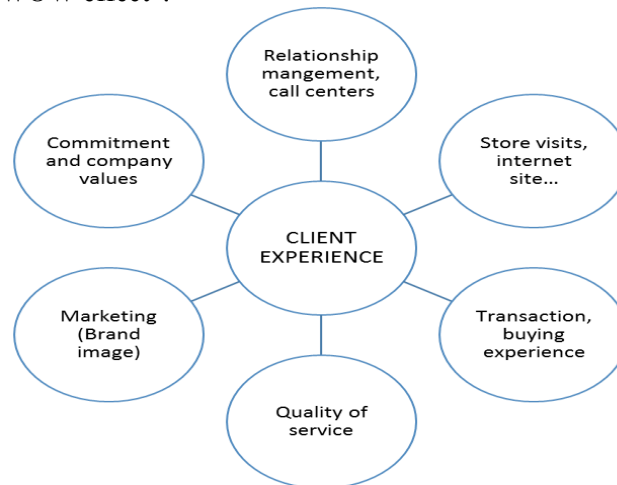 Relationship
mangement,
call centers
Commitment
and company
values
Store visits,
internet
site...
CLIENT
EXPERIENCE
Marketing
(Brand
image)
Transaction,
buying
experience
Quality of
service